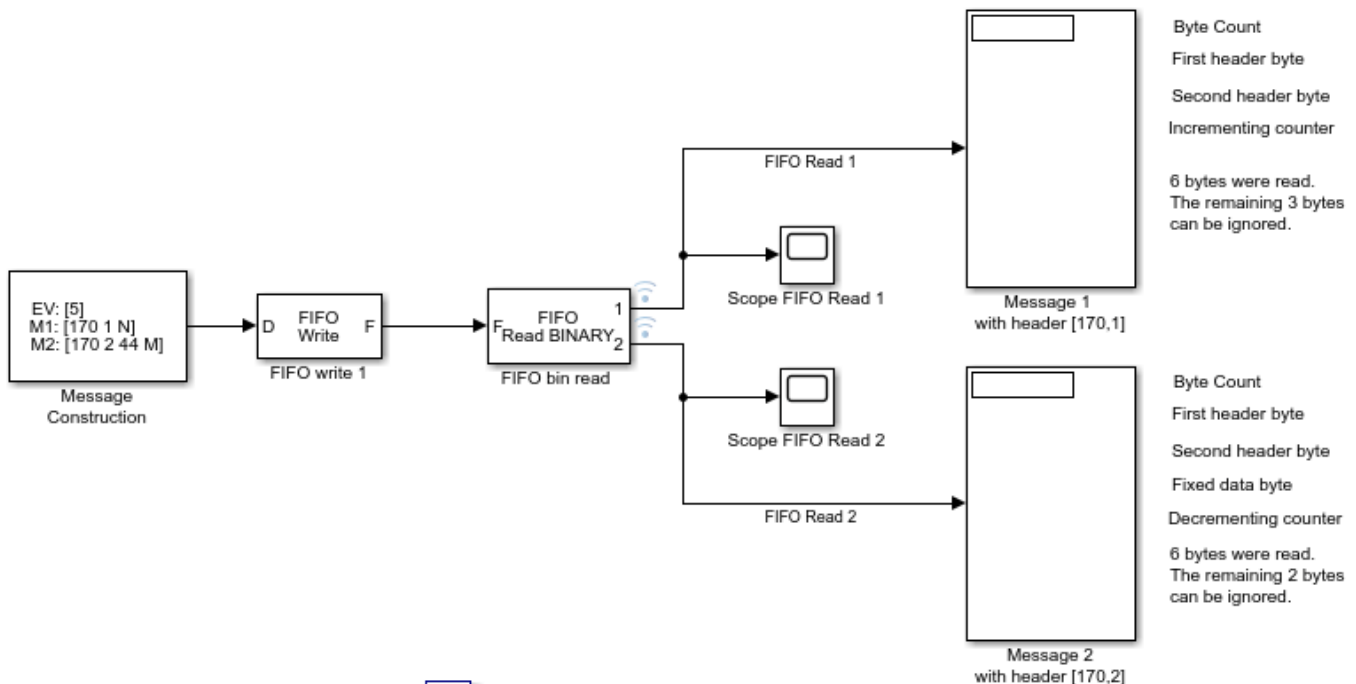 EV: [5]
M1: [170 1 N]
M2: [170 2 44 M]
Message
Construction
D
FIFO
Write
F
FIFO write 1
F
FIFO
Read BINARY
1
2
FIFO bin read
FIFO Read 1
Scope FIFO Read 1
Scope FIFO Read 2
FIFO Read 2
Message 1
with header [170,1]
Byte Count
First header byte
Second header byte
Incrementing counter
6 bytes were read.
The remaining 3 bytes
can be ignored.
Message 2
with header [170,2]
Byte Count
First header byte
Second header byte
Fixed data byte
Decrementing counter
6 bytes were read.
The remaining 2 bytes
can be ignored.